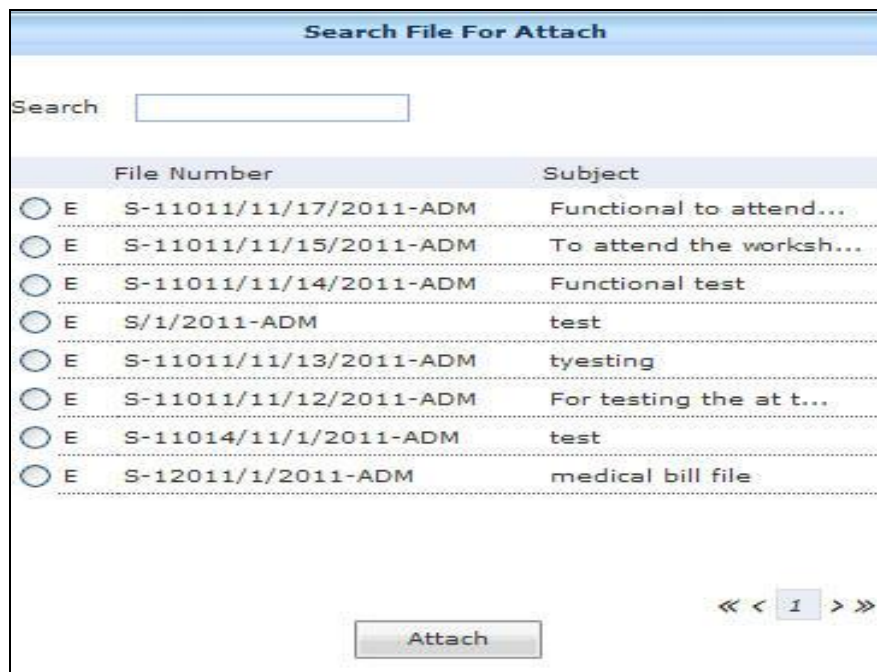 Search File For Attach
Search
File Number Subject
E S-11011/11/17/2011-ADM Functional to attend...
E S-11011/11/15/2011-ADM To attend the worksh...
E S-11011/11/14/2011-ADM Functional test
E S/1/2011-ADM test
E S-11011/11/13/2011-ADM tyesting
E S-11011/11/12/2011-ADM For testing the at t...
E S-11014/11/1/2011-ADM test
E S-12011/1/2011-ADM medical bill file
« < 1 > »
Attach